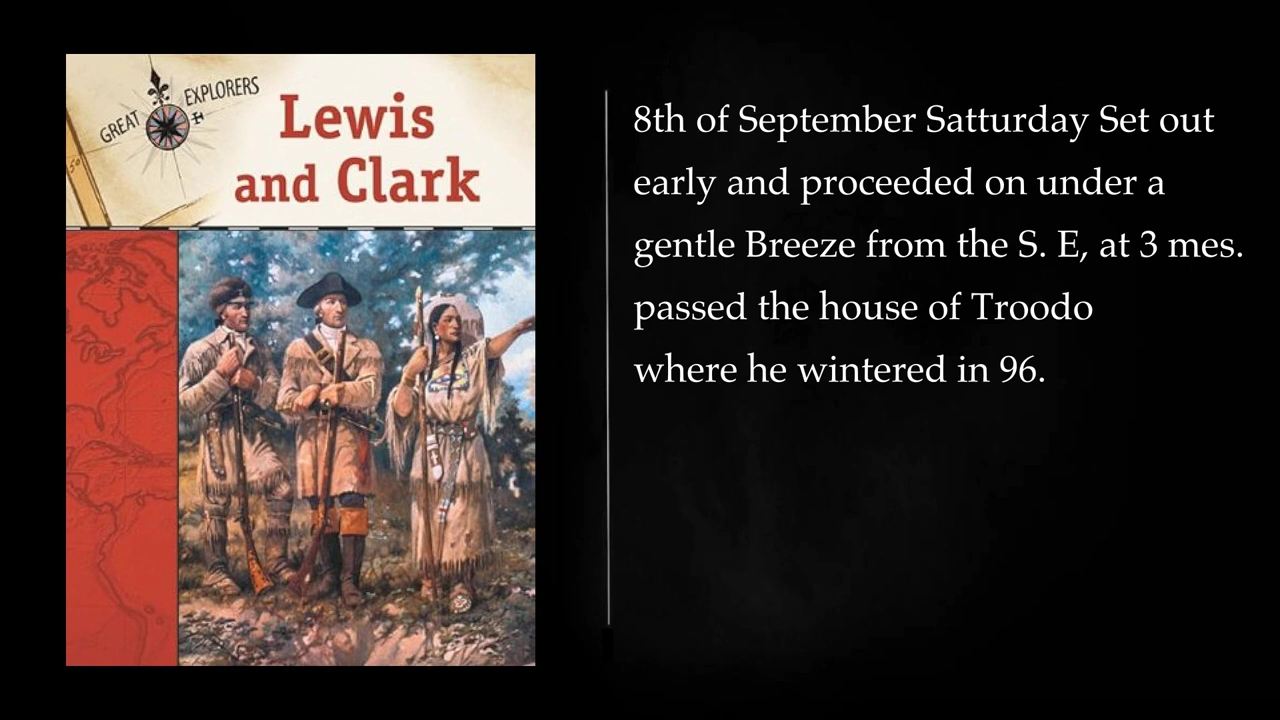 GREAT EXPLORERS
Lewis
and Clark
50
8th of September Satturday Set out
early and proceeded on under a
gentle Breeze from the S. E, at 3 mes.
passed the house of Troodo
where he wintered in 96.